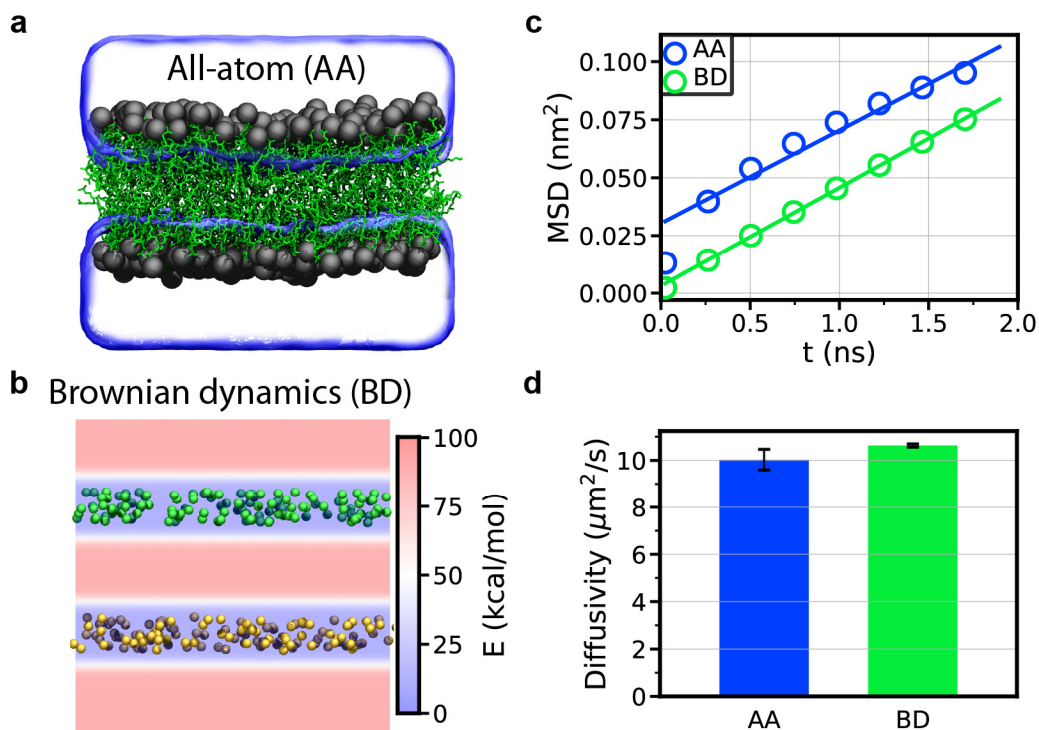 a
All-atom (AA)
b
Brownian dynamics (BD)
100
75
50
25
0
E (kcal/mol)
c
AA
BD
0.100
0.075
0.050
0.025
0.000
MSD (nm²)
0.0 0.5 1.0 1.5 2.0
t (ns)
d
10
8
6
4
2
0
Diffusivity (μm²/s)
AA BD